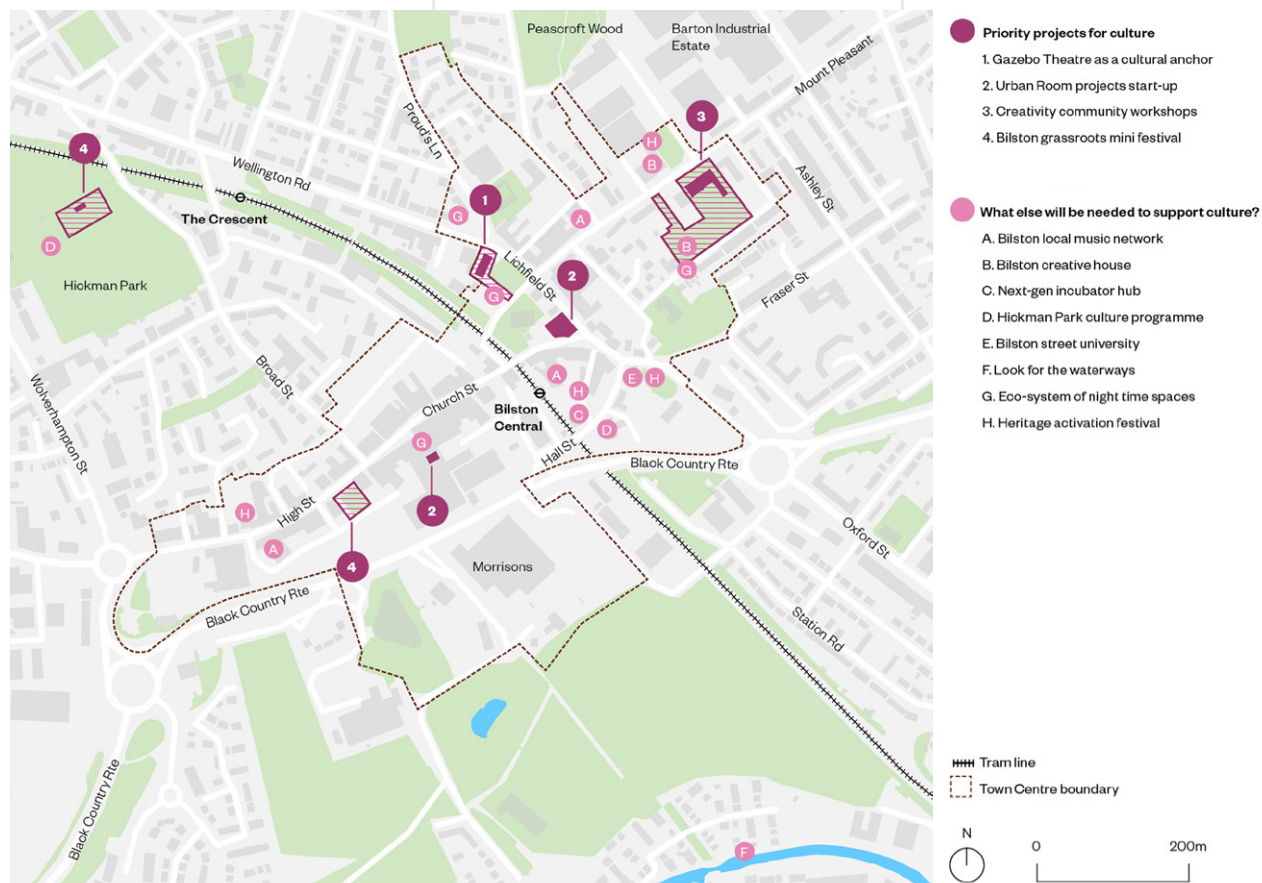 Peascroft Wood
Barton Industrial
Estate
Mount Pleasant
Proud's Ln
3
H
B
4
Wellington Rd
Ashley St
The Crescent
1
G
A
D
B
G
Lichfield St
2
G
Hickman Park
Fraser St
Broad St
A
E
H
H
Wolverhampton St
Church St
Bilston
Central
C
D
G
Hall St
Black Country Rte
2
H
High St
A
4
Morrisons
Oxford St
Black Country Rte
Station Rd
Black Country Rte
F
Priority projects for culture
1. Gazebo Theatre as a cultural anchor
2. Urban Room projects start-up
3. Creativity community workshops
4. Bilston grassroots mini festival
What else will be needed to support culture?
A. Bilston local music network
B. Bilston creative house
C. Next-gen incubator hub
D. Hickman Park culture programme
E. Bilston street university
F. Look for the waterways
G. Eco-system of night time spaces
H. Heritage activation festival
Tram line
Town Centre boundary
N
0
200m